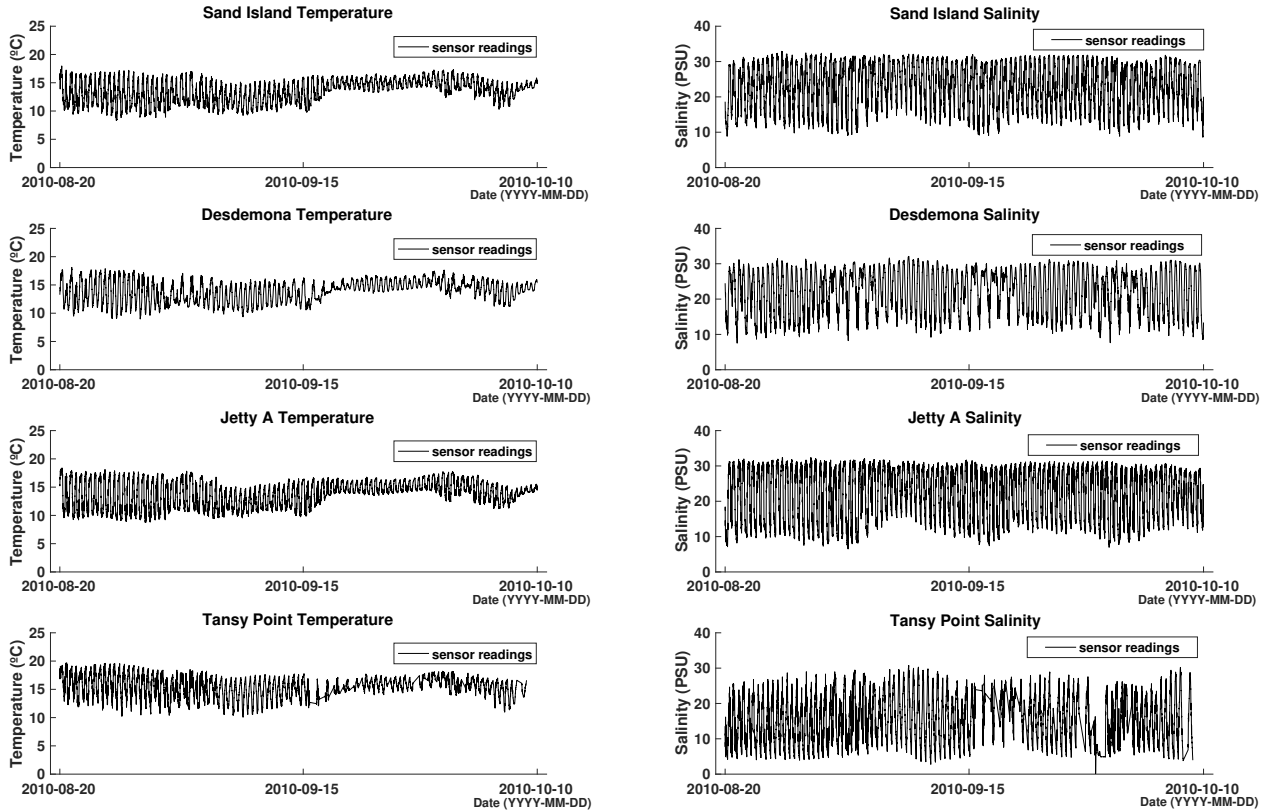 Sand Island Temperature
Temperature (ºC)
25
20
15
10
5
0
sensor readings
2010-08-20 2010-09-15 2010-10-10
Date (YYYY-MM-DD)
Sand Island Salinity
Salinity (PSU)
40
30
20
10
0
sensor readings
2010-08-20 2010-09-15 2010-10-10
Date (YYYY-MM-DD)
Desdemona Temperature
Temperature (ºC)
25
20
15
10
5
0
sensor readings
2010-08-20 2010-09-15 2010-10-10
Date (YYYY-MM-DD)
Desdemona Salinity
Salinity (PSU)
40
30
20
10
0
sensor readings
2010-08-20 2010-09-15 2010-10-10
Date (YYYY-MM-DD)
Jetty A Temperature
Temperature (ºC)
25
20
15
10
5
0
sensor readings
2010-08-20 2010-09-15 2010-10-10
Date (YYYY-MM-DD)
Jetty A Salinity
Salinity (PSU)
40
30
20
10
0
sensor readings
2010-08-20 2010-09-15 2010-10-10
Date (YYYY-MM-DD)
Tansy Point Temperature
Temperature (ºC)
25
20
15
10
5
0
sensor readings
2010-08-20 2010-09-15 2010-10-10
Date (YYYY-MM-DD)
Tansy Point Salinity
Salinity (PSU)
40
30
20
10
0
sensor readings
2010-08-20 2010-09-15 2010-10-10
Date (YYYY-MM-DD)